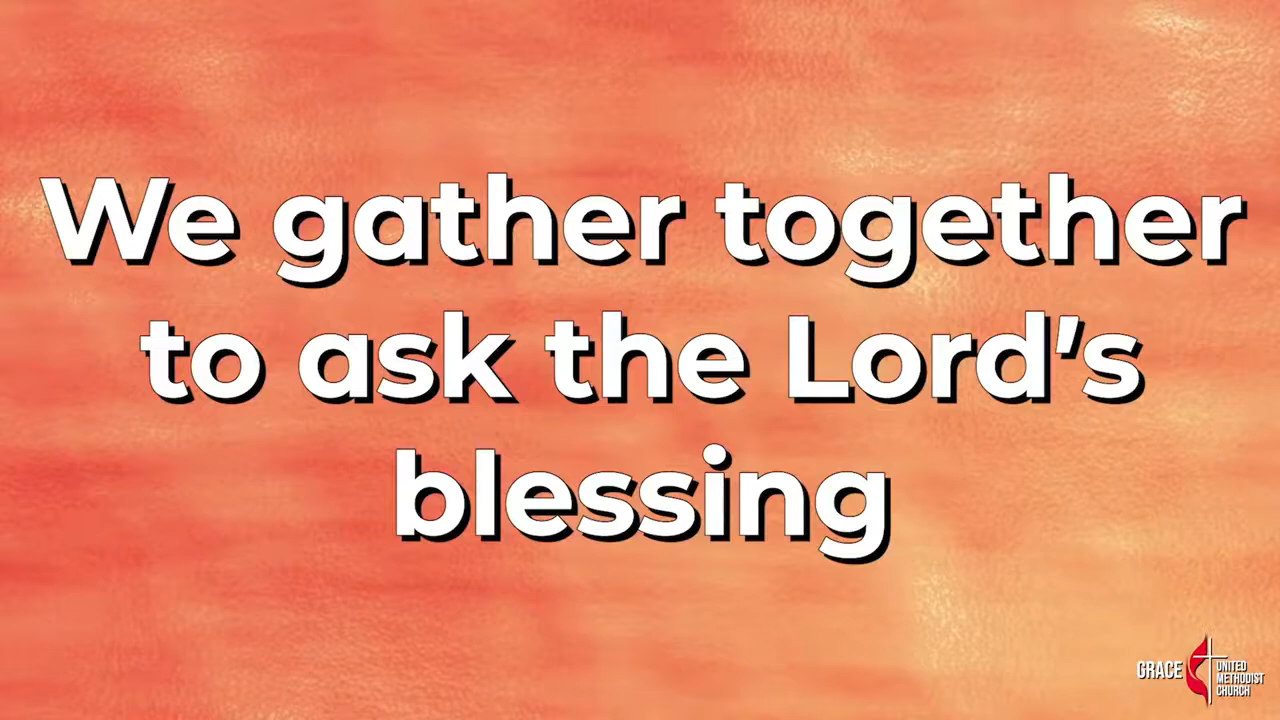 We gather together
to ask the Lord's
blessing
GRACE
UNITED
METHODIST
CHURCH